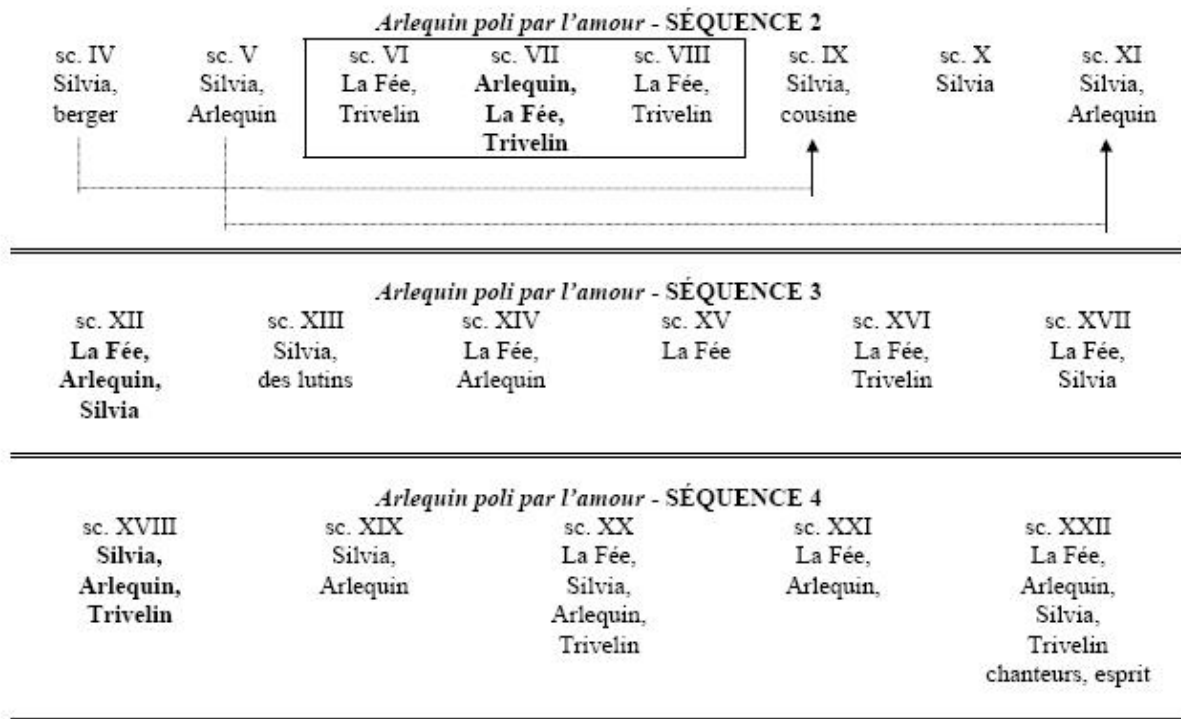 Arlequin poli par l'amour - SÉQUENCE 2
sc. IV sc. V sc. VI sc. VII sc. VIII sc. IX sc. X sc. XI
Silvia, Silvia, La Fée, Arlequin, La Fée, Silvia, Silvia Silvia,
berger Arlequin Trivelin La Fée, Trivelin cousine Arlequin
Trivelin
Arlequin poli par l'amour - SÉQUENCE 3
sc. XII sc. XIII sc. XIV sc. XV sc. XVI sc. XVII
La Fée, Silvia, La Fée, La Fée La Fée, La Fée,
Arlequin, des lutins Arlequin Trivelin Silvia
Silvia
Arlequin poli par l'amour - SÉQUENCE 4
sc. XVIII sc. XIX sc. XX sc. XXI sc. XXII
Silvia, Silvia, La Fée, La Fée, La Fée,
Arlequin, Arlequin Silvia, Arlequin, Arlequin,
Trivelin Arlequin, Silvia,
Trivelin Trivelin
chanteurs, esprit